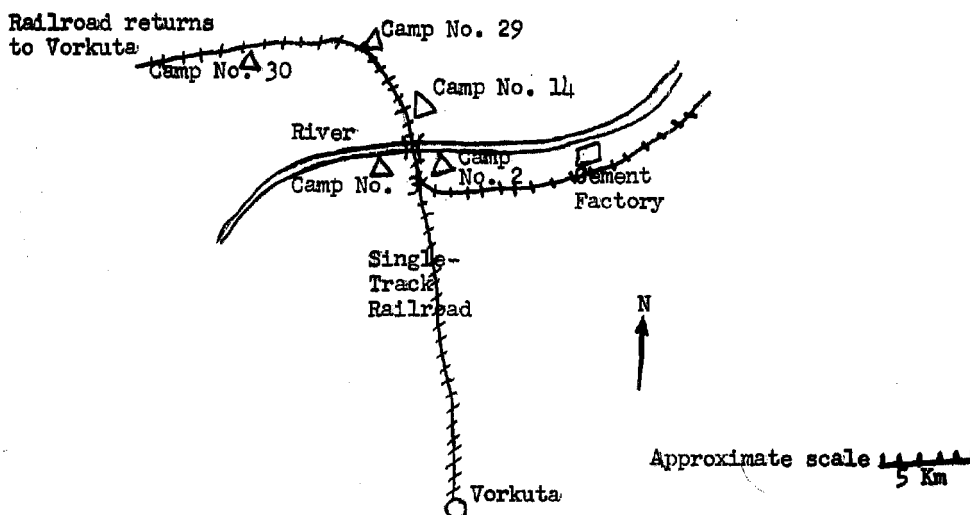 Railroad returns
to Vorkuta
Camp No. 29
Camp No. 30
Camp No. 14
River
Camp
No. 2
Camp No. 3
Cement
Factory
Single-
Track
Railroad
N
Approximate scale
5 Km
Vorkuta